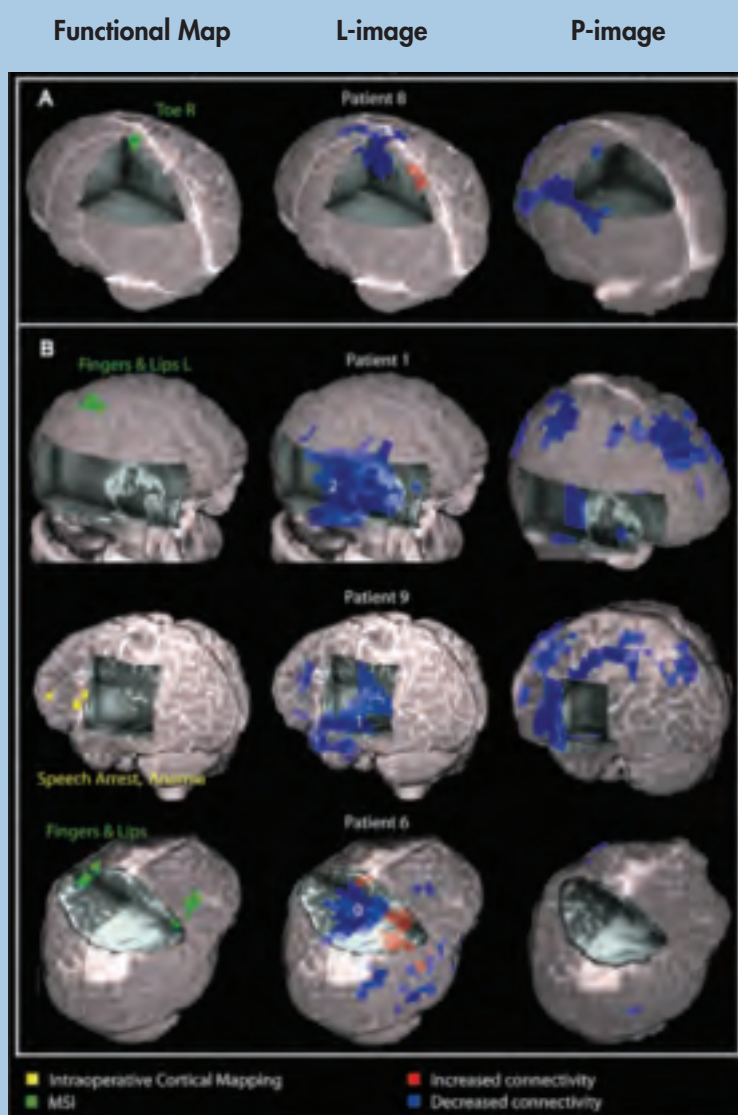 Functional Map L-image P-image
A
Toe R
Patient 8
B
Fingers & Lips L
Patient 1
Patient 9
Speech Arrest, Anomia
Fingers & Lips
Patient 6
Intraoperative Cortical Mapping
MSI
Increased connectivity
Decreased connectivity